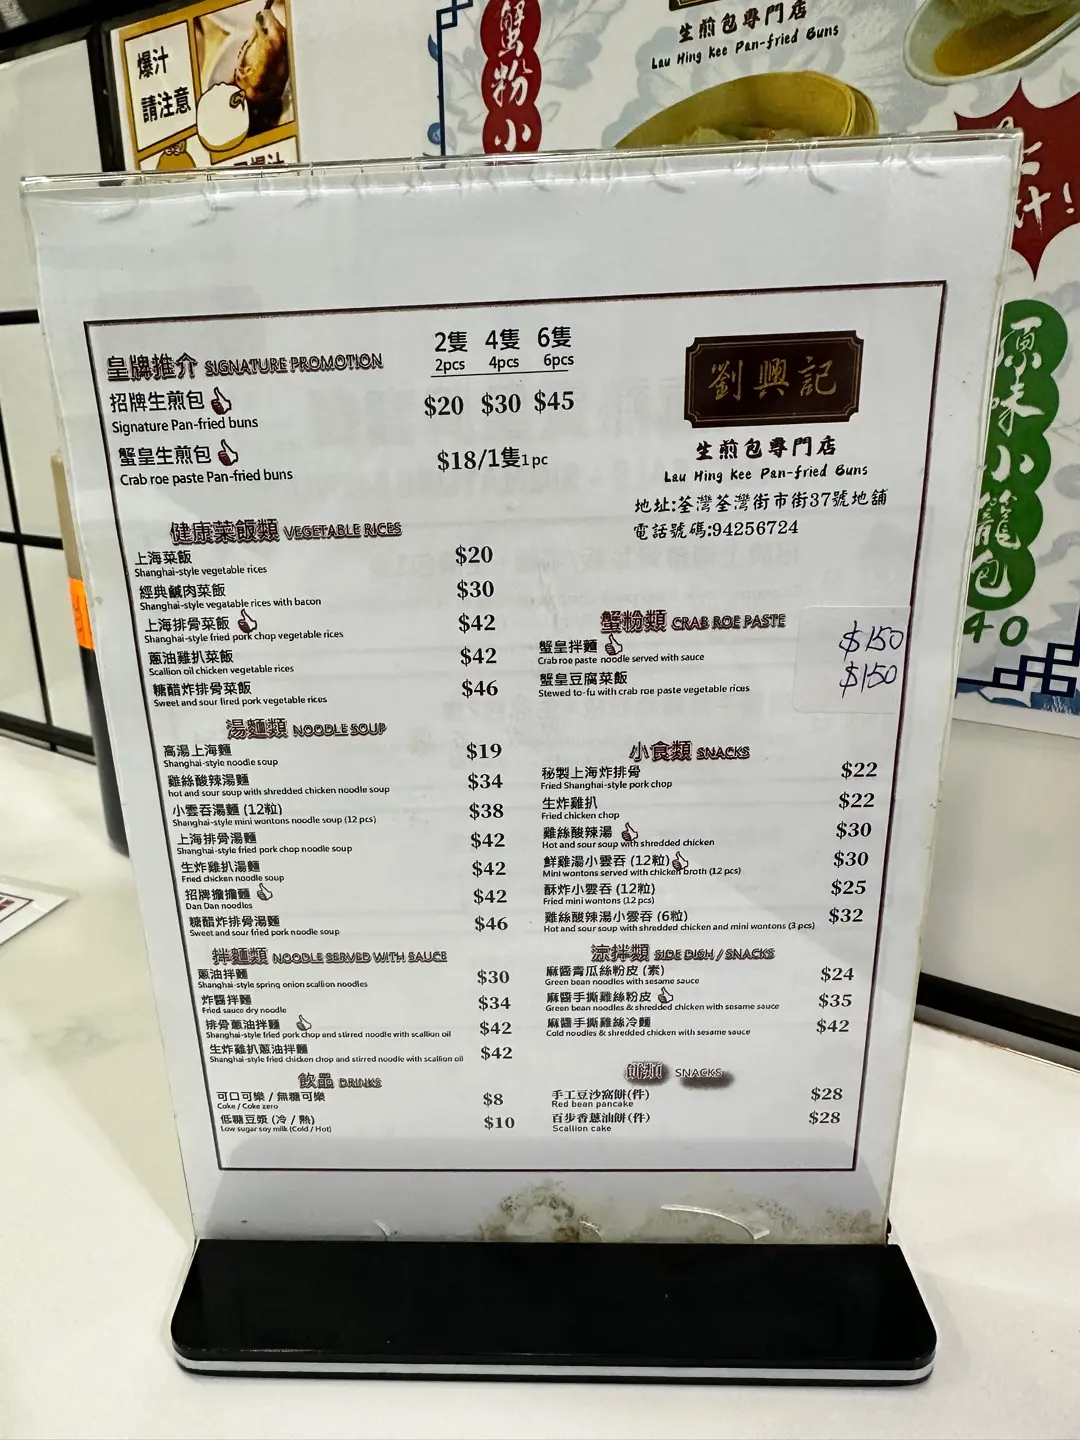 爆汁
請注意
蟹粉小
生煎包專門店
Lau Hing Kee Pan-fried Buns
汁!
原味小籠包
40
皇牌推介 SIGNATURE PROMOTION
2隻 4隻 6隻
2pcs 4pcs 6pcs
招牌生煎包 $20 $30 $45
Signature Pan-fried buns
蟹皇生煎包 $18/1隻1pc
Crab roe paste Pan-fried buns
劉興記
生煎包專門店
Lau Hing Kee Pan-fried Buns
地址:荃灣荃灣街市街37號地舖
電話號碼:94256724
健康菜飯類 VEGETABLE RICES
上海菜飯 $20
Shanghai-style vegetable rices
經典鹹肉菜飯 $30
Shanghai-style vegatable rices with bacon
上海排骨菜飯 $42
Shanghai-style fried pork chop vegetable rices
蔥油雞扒菜飯 $42
Scallion oil chicken vegetable rices
糖醋炸排骨菜飯 $46
Sweet and sour fired pork vegetable rices
湯麵類 NOODLE SOUP
高湯上海麵 $19
Shanghai-style noodle soup
雞絲酸辣湯麵 $34
hot and sour soup with shredded chicken noodle soup
小雲吞湯麵 (12粒) $38
Shanghai-style mini wontons noodle soup (12 pcs)
上海排骨湯麵 $42
Shanghai-style fried pork chop noodle soup
生炸雞扒湯麵 $42
Fried chicken noodle soup
招牌擔擔麵 $42
Dan Dan noodles
糖醋炸排骨湯麵 $46
Sweet and sour fried pork noodle soup
拌麵類 NOODLE SERVED WITH SAUCE
蔥油拌麵 $30
Shanghai-style spring onion scallion noodles
炸醬拌麵 $34
Fried sauce dry noodle
排骨蔥油拌麵 $42
Shanghai-style fried pork chop and stirred noodle with scallion oil
生炸雞扒蔥油拌麵 $42
Shanghai-style fried chicken chop and stirred noodle with scallion oil
飲品 DRINKS
可口可樂 / 無糖可樂 $8
Coke / Coke zero
低糖豆漿 (冷 / 熱) $10
Low sugar soy milk (Cold / Hot)
蟹粉類 CRAB ROE PASTE
蟹皇拌麵 $150
Crab roe paste noodle served with sauce
蟹皇豆腐菜飯 $150
Stewed to-fu with crab roe paste vegetable rices
小食類 SNACKS
秘製上海炸排骨 $22
Fried Shanghai-style pork chop
生炸雞扒 $22
Fried chicken chop
雞絲酸辣湯 $30
Hot and sour soup with shredded chicken
鮮雞湯小雲吞 (12粒) $30
Mini wontons served with chicken broth (12 pcs)
酥炸小雲吞 (12粒) $25
Fried mini wontons (12 pcs)
雞絲酸辣湯小雲吞 (6粒) $32
Hot and sour soup with shredded chicken and mini wantons (3 pcs)
涼拌類 SIDE DISH / SNACKS
麻醬青瓜絲粉皮 (素) $24
Green bean noodles with sesame sauce
麻醬手撕雞絲粉皮 $35
Green bean noodles & shredded chicken with sesame sauce
麻醬手撕雞絲冷麵 $42
Cold noodles & shredded chicken with sesame sauce
餅類 SNACKS
手工豆沙窩餅(件) $28
Red bean pancake
百步香蔥油餅(件) $28
Scallion cake